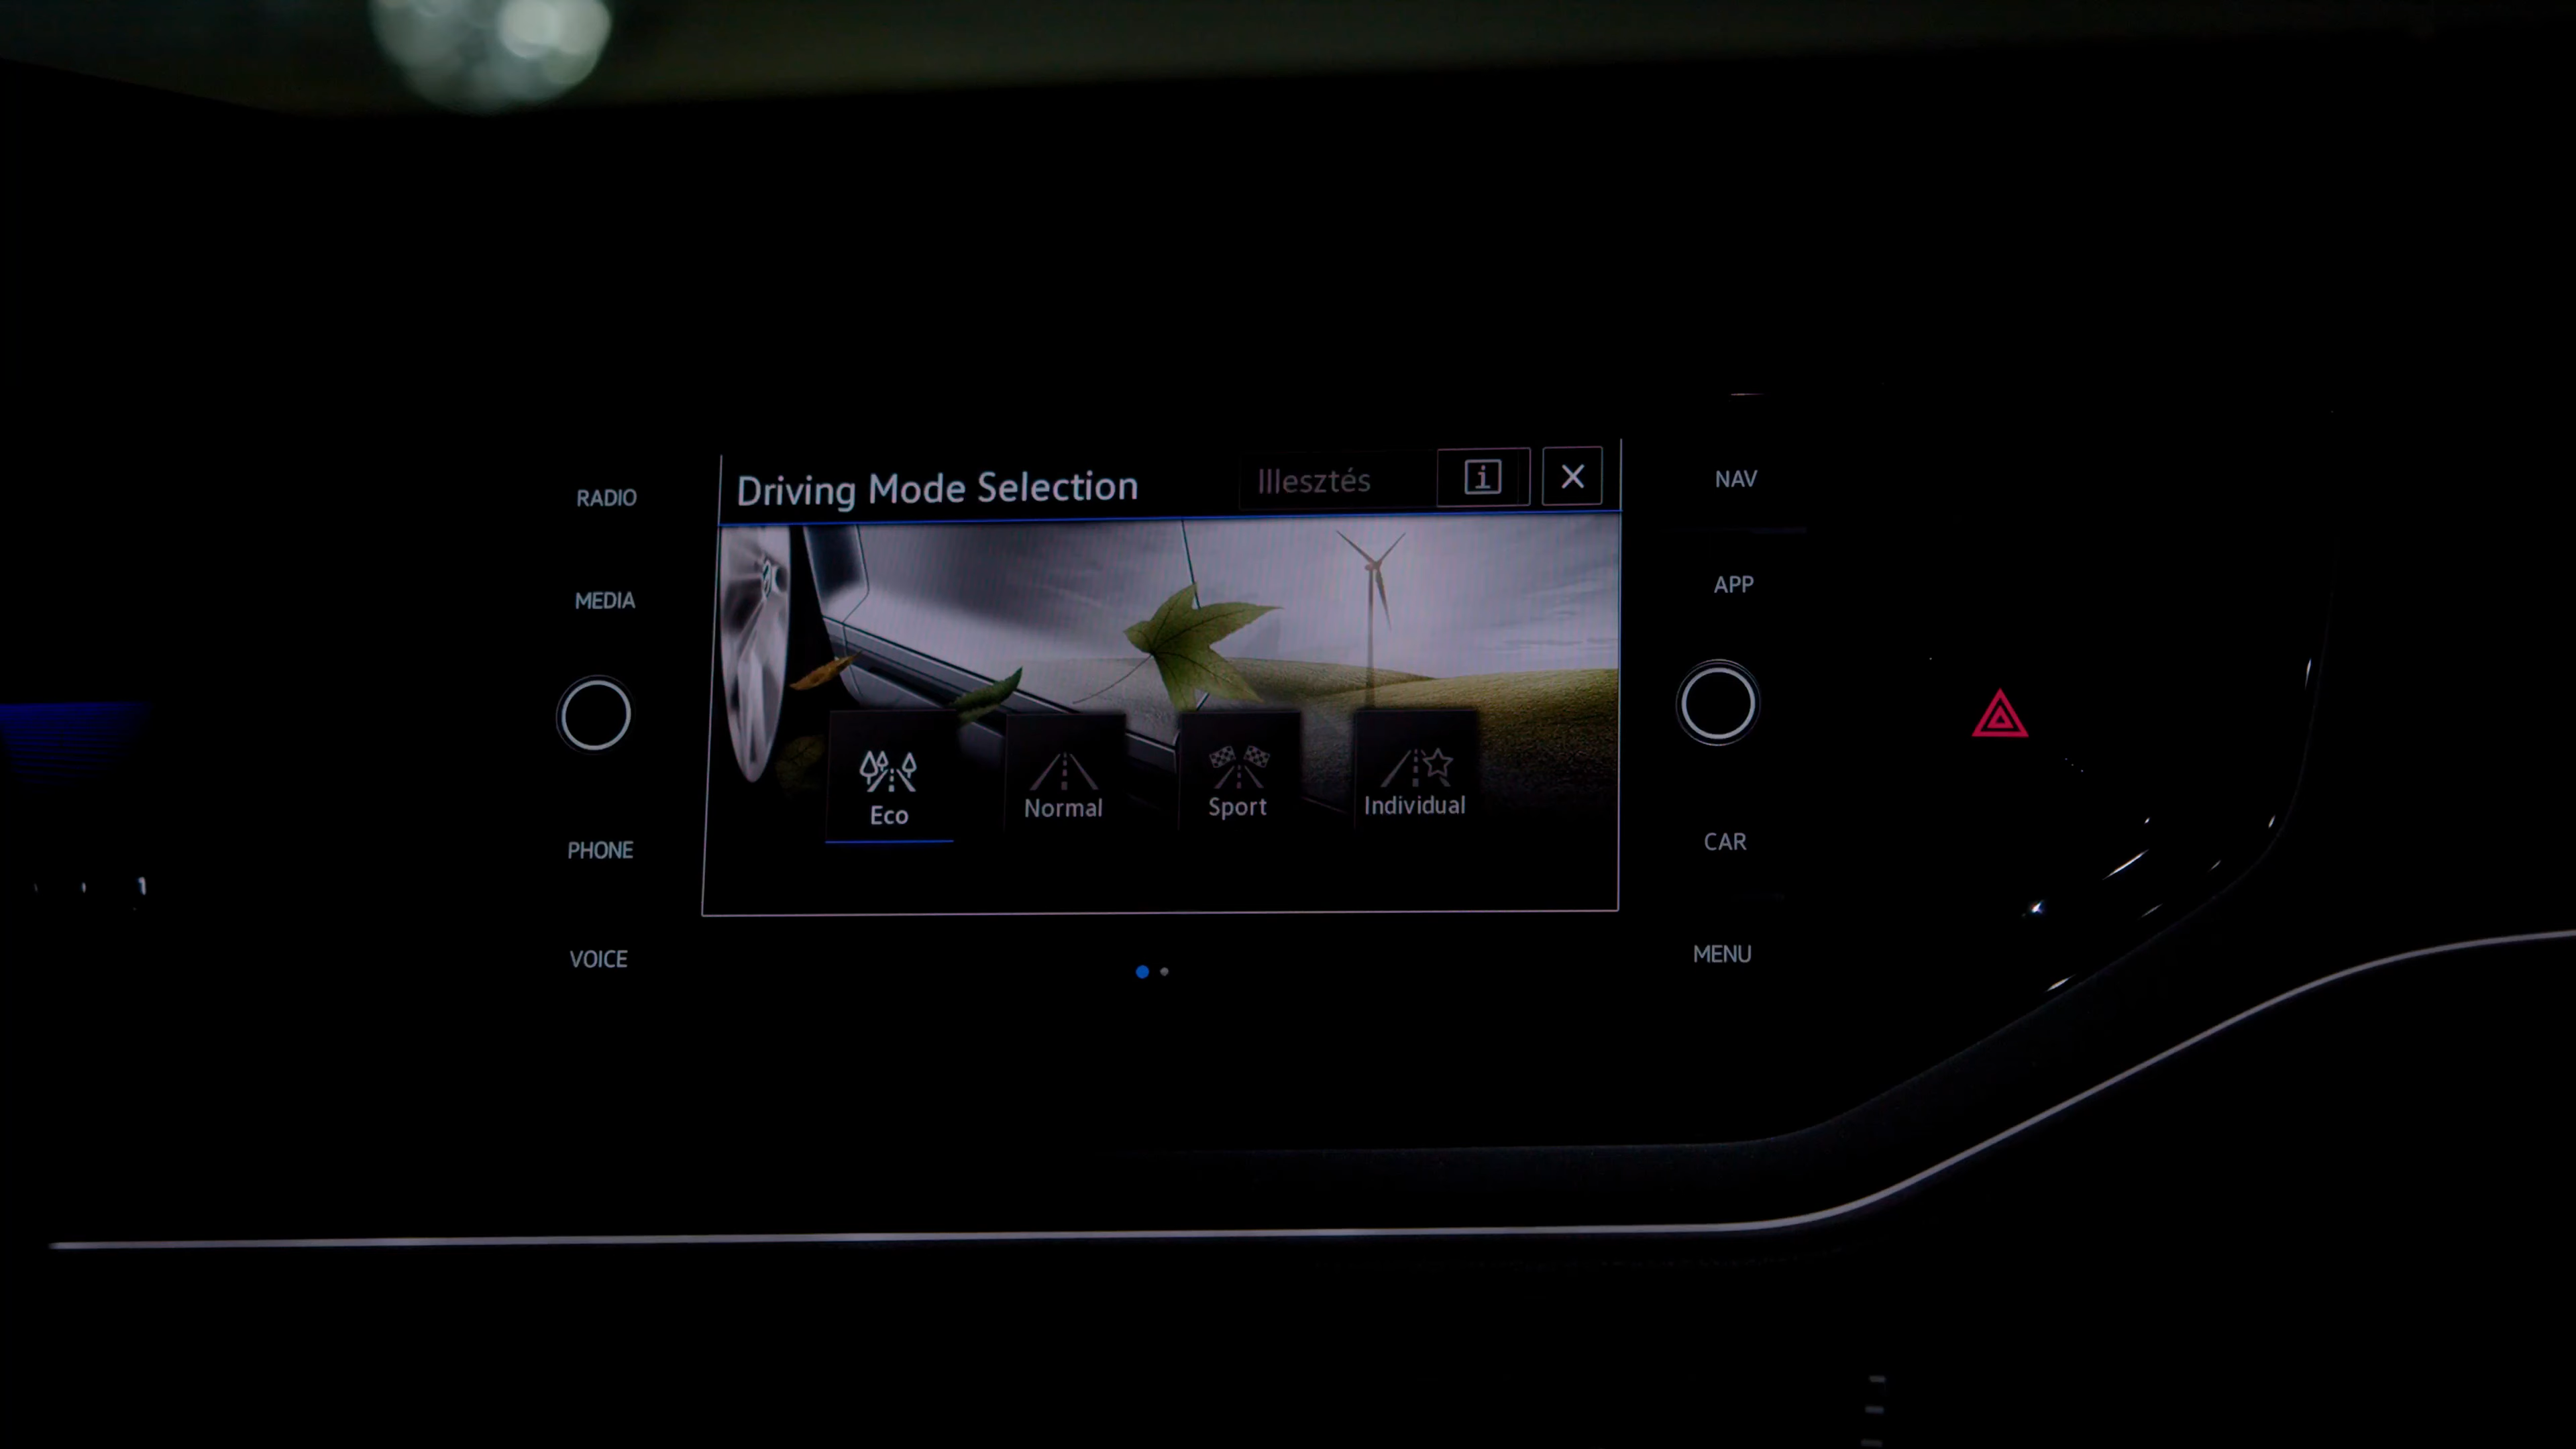 RADIO
MEDIA
PHONE
VOICE
Driving Mode Selection
Illesztés
i
X
Eco
Normal
Sport
Individual
NAV
APP
CAR
MENU